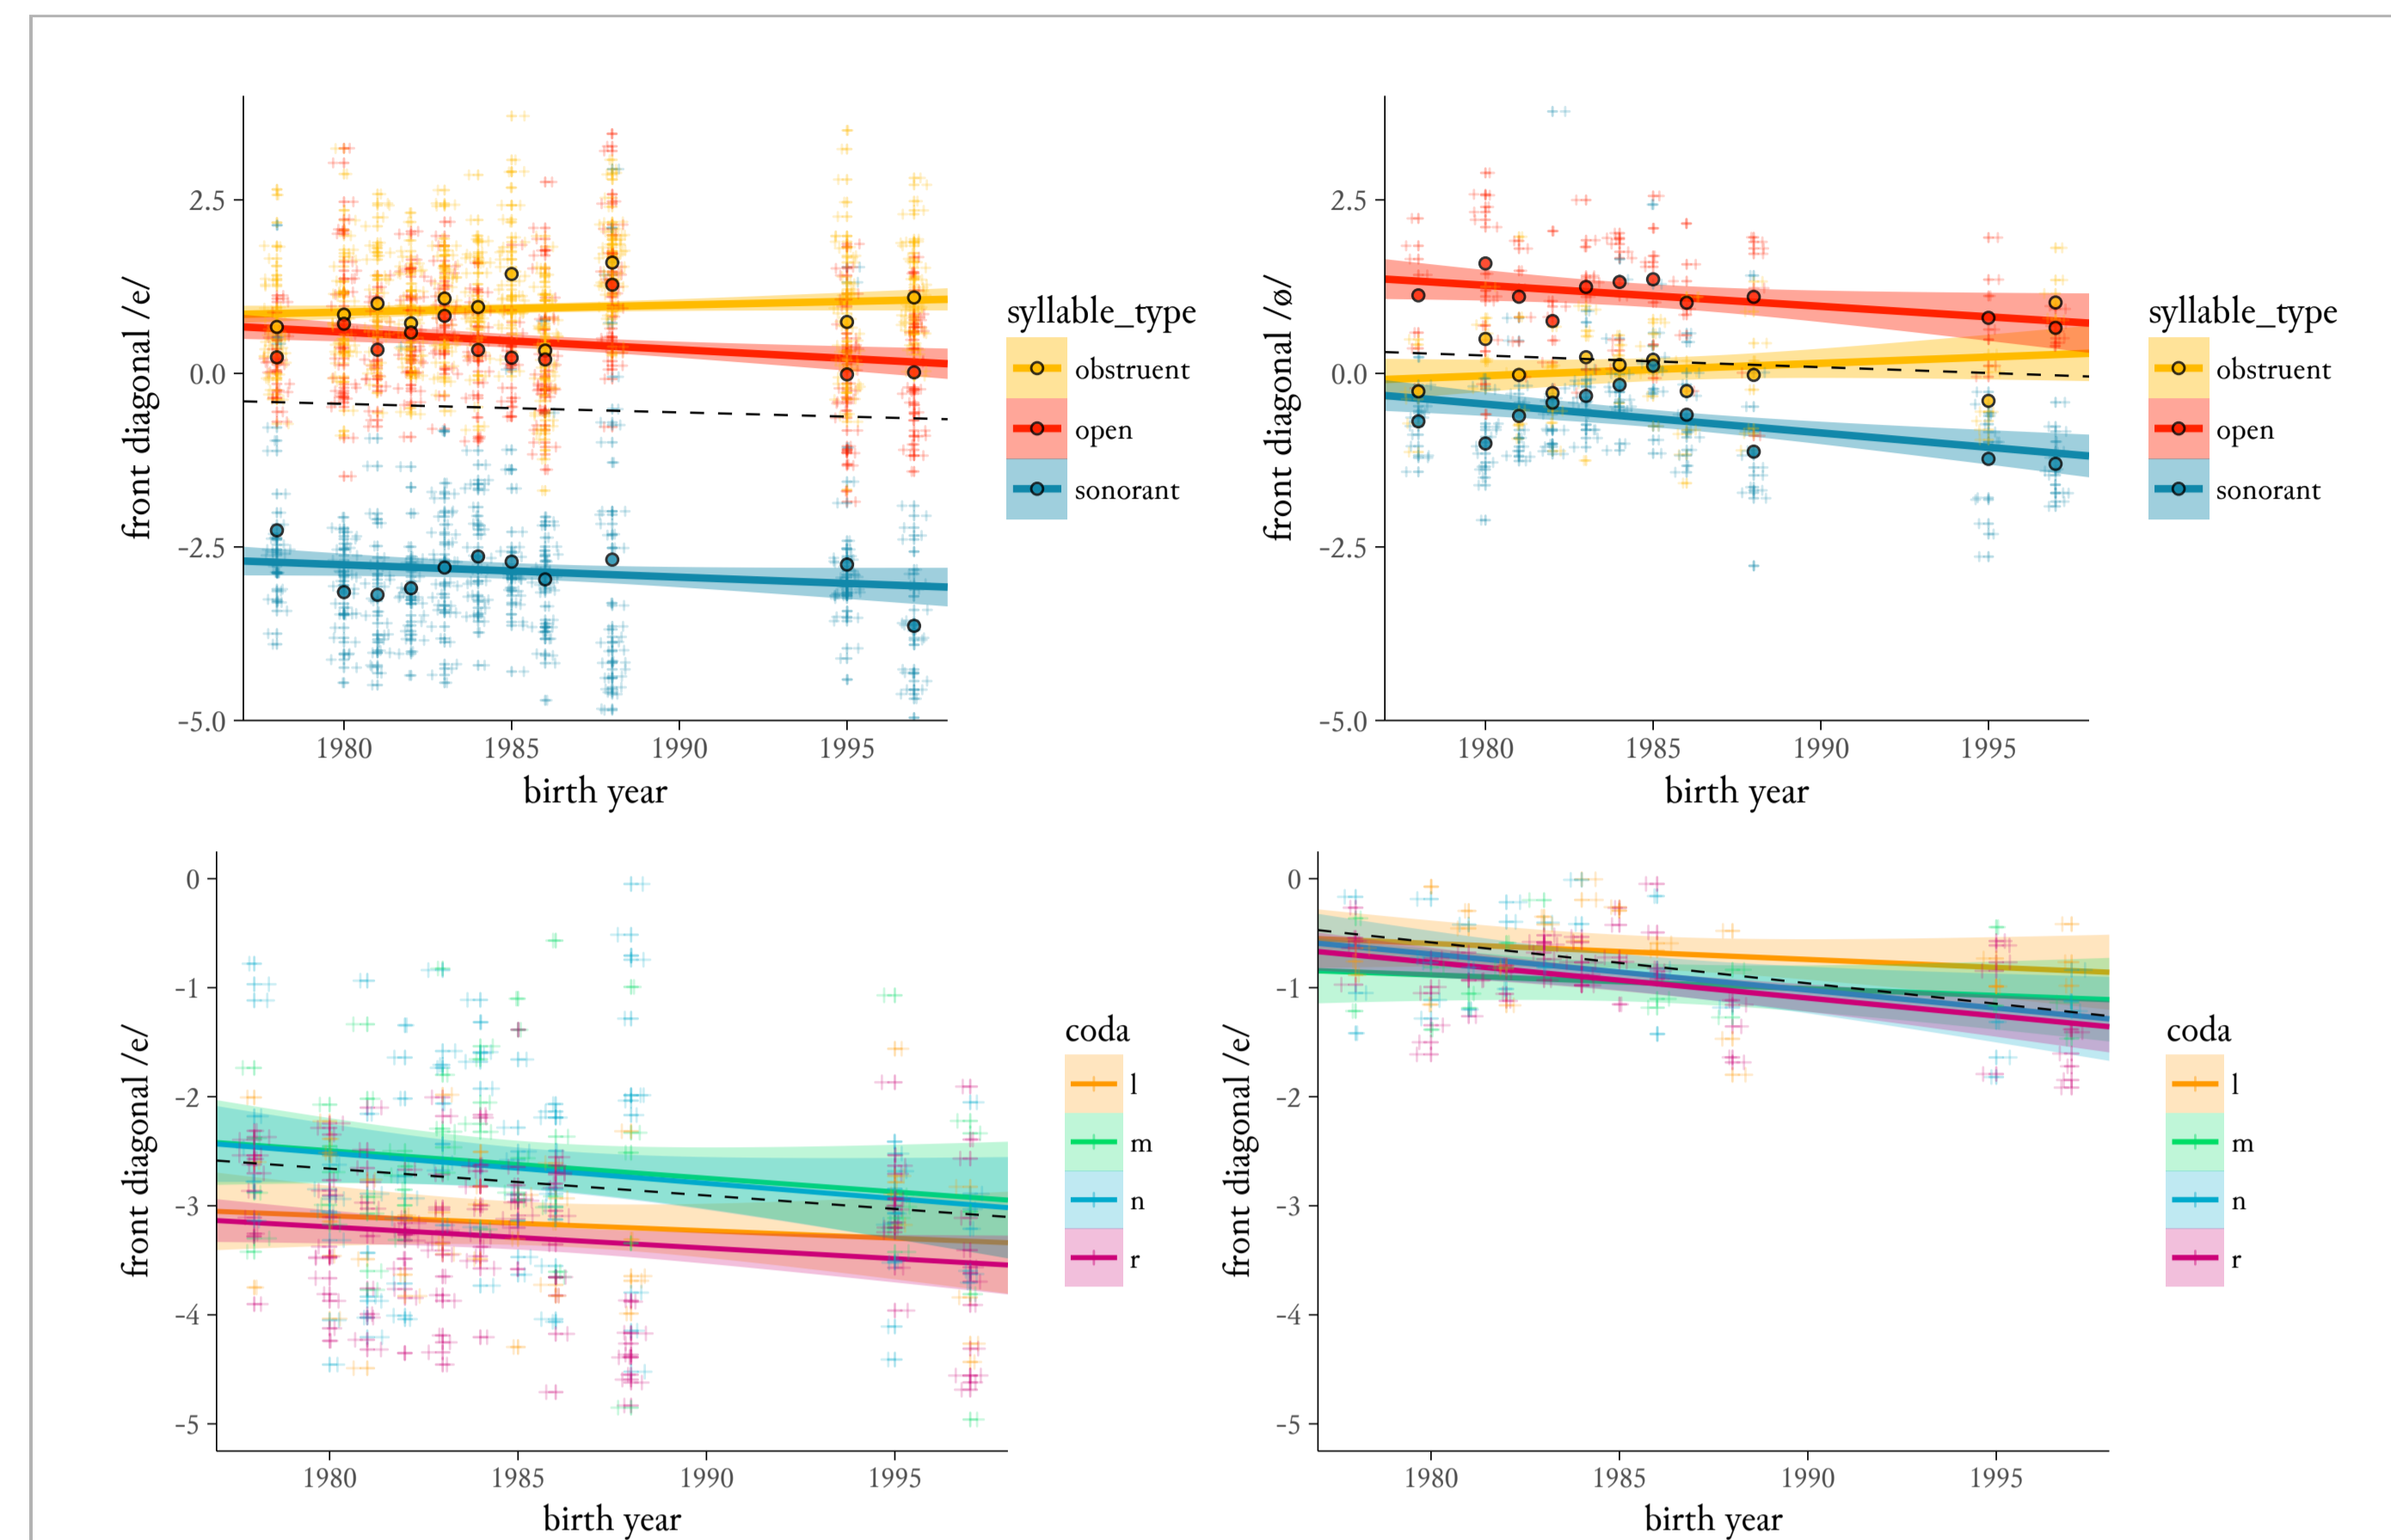 front diagonal /e/
2.5
0.0
−2.5
−5.0
1980 1985 1990 1995
birth year
syllable_type
obstruent
open
sonorant
front diagonal /ø/
2.5
0.0
−2.5
−5.0
1980 1985 1990 1995
birth year
syllable_type
obstruent
open
sonorant
front diagonal /e/
0
−1
−2
−3
−4
−5
1980 1985 1990 1995
birth year
coda
l
m
n
r
front diagonal /e/
0
−1
−2
−3
−4
−5
1980 1985 1990 1995
birth year
coda
l
m
n
r